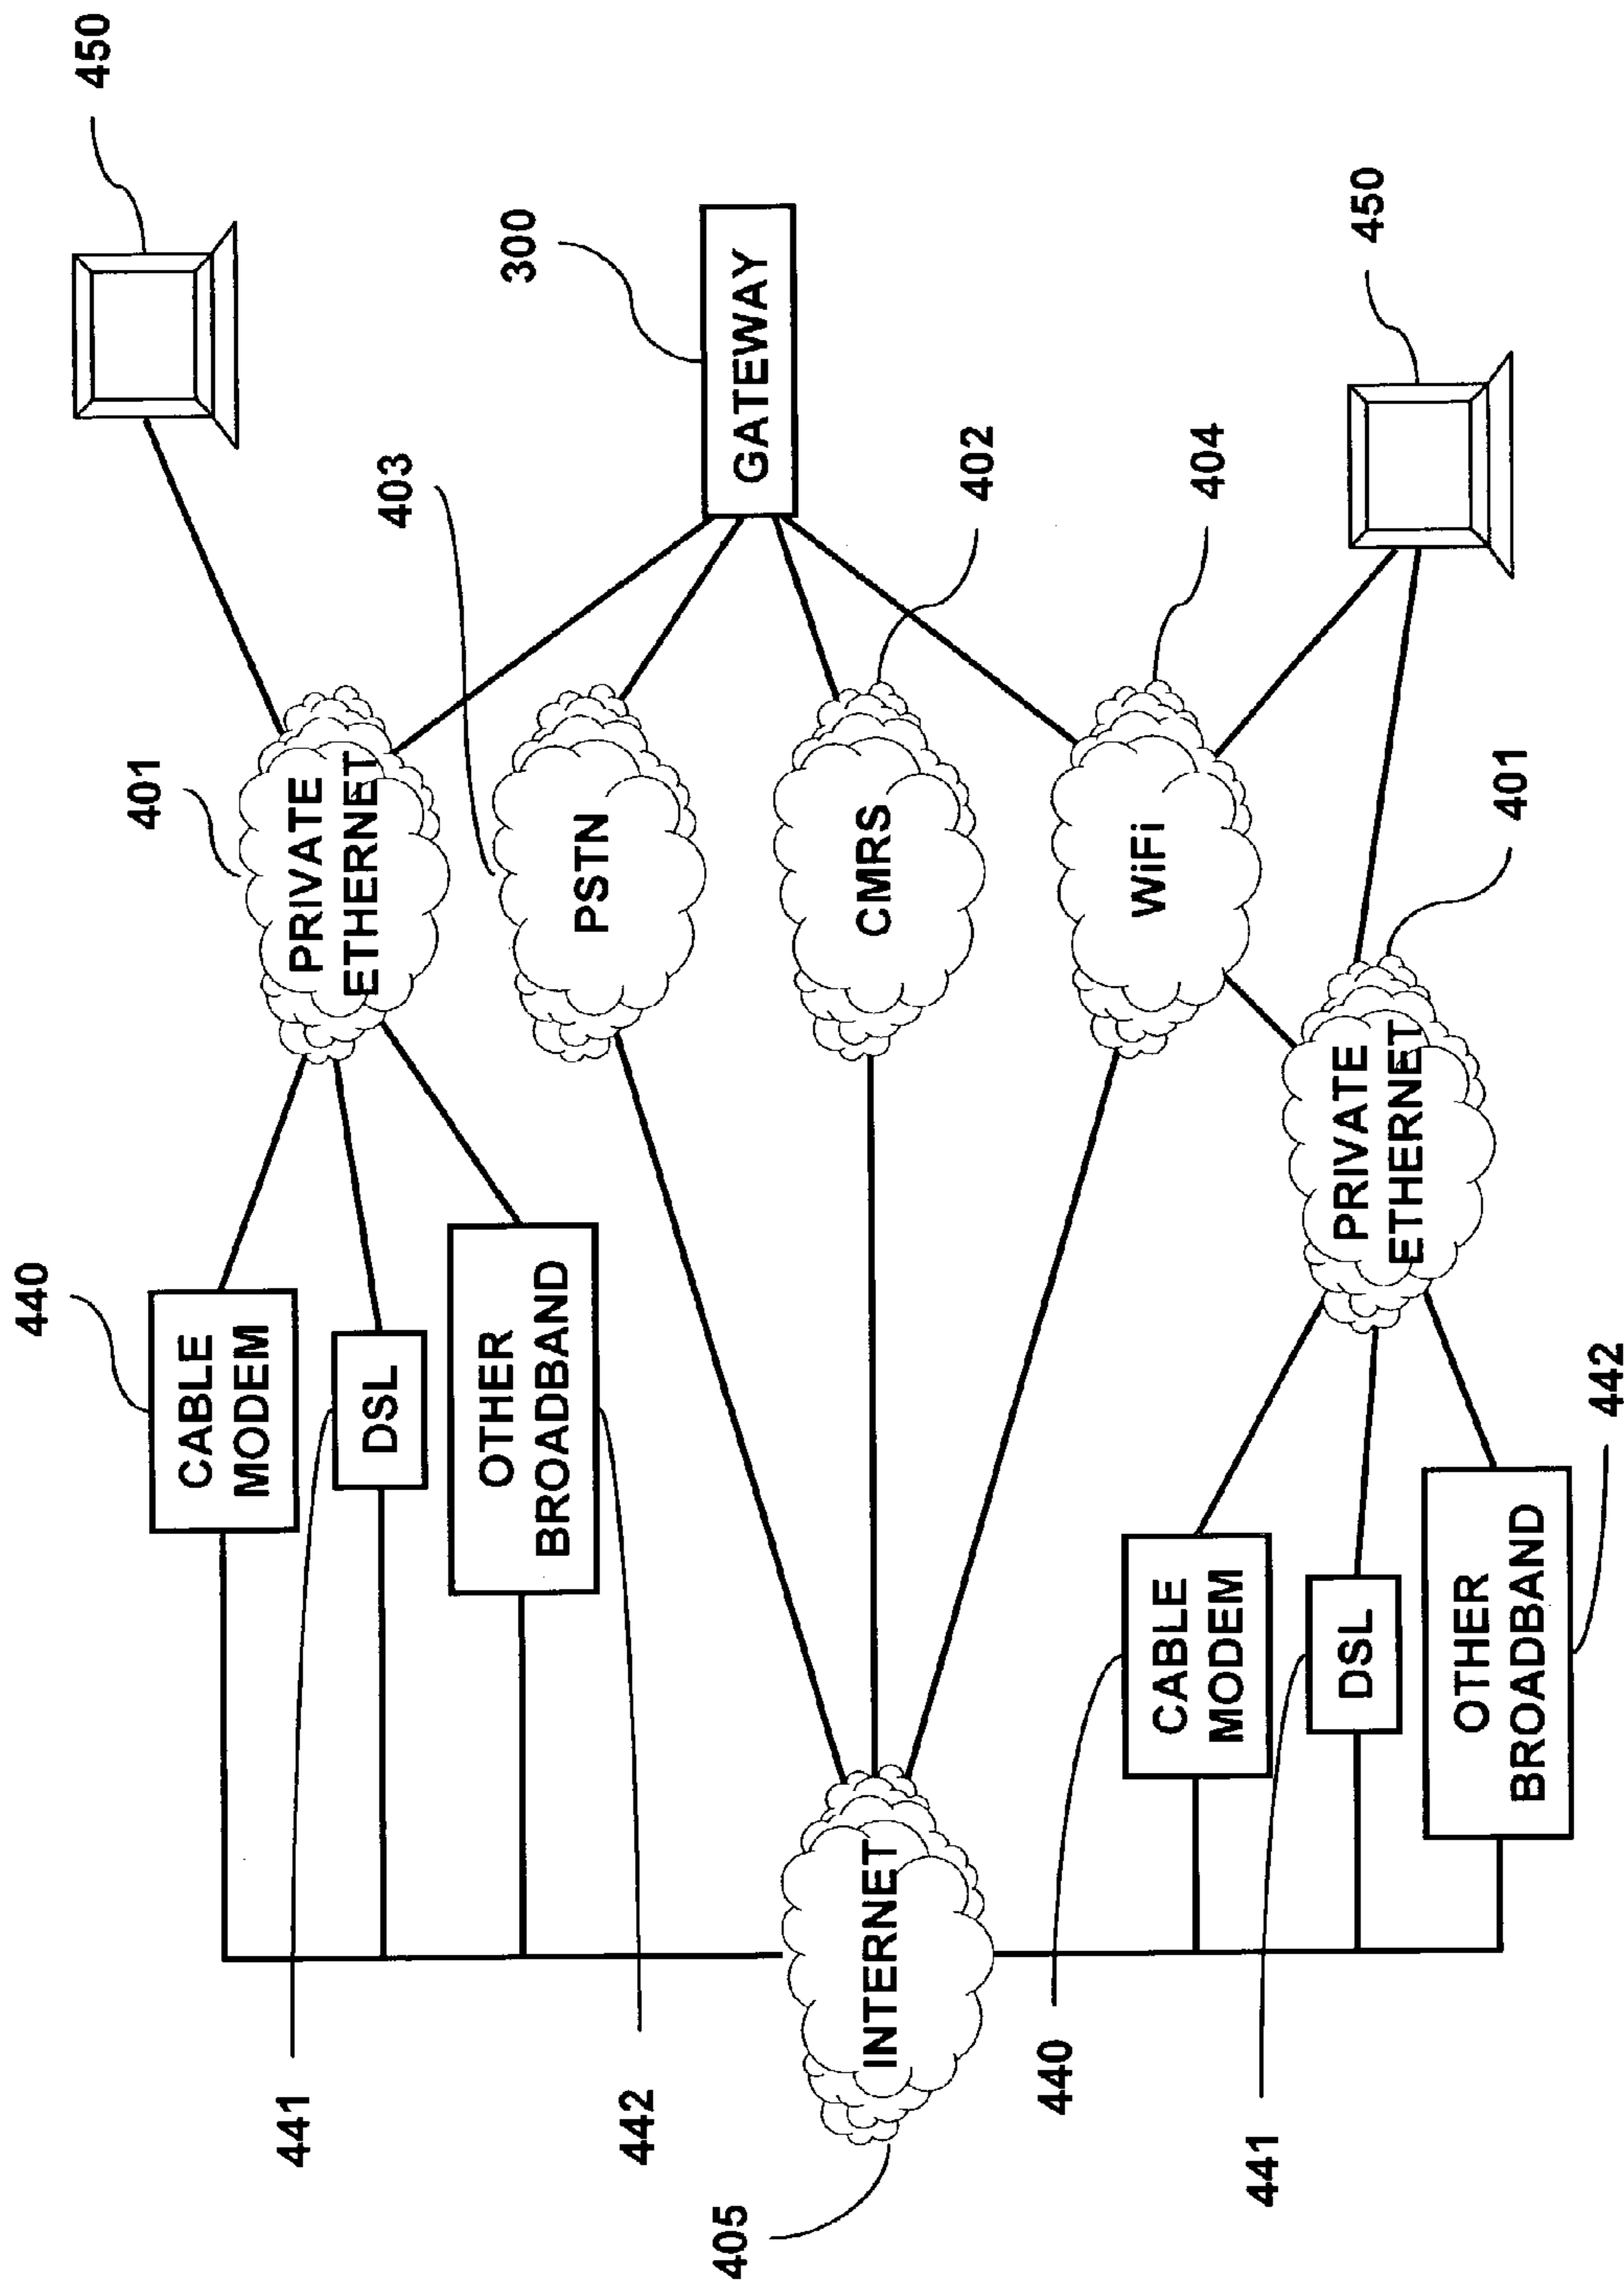 405
INTERNET
441
442
440
441
440
CABLE
MODEM
DSL
OTHER
BROADBAND
CABLE
MODEM
DSL
OTHER
BROADBAND
442
401
PRIVATE
ETHERNET
403
PSTN
CMRS
402
WiFi
404
PRIVATE
ETHERNET
401
450
300
GATEWAY
450